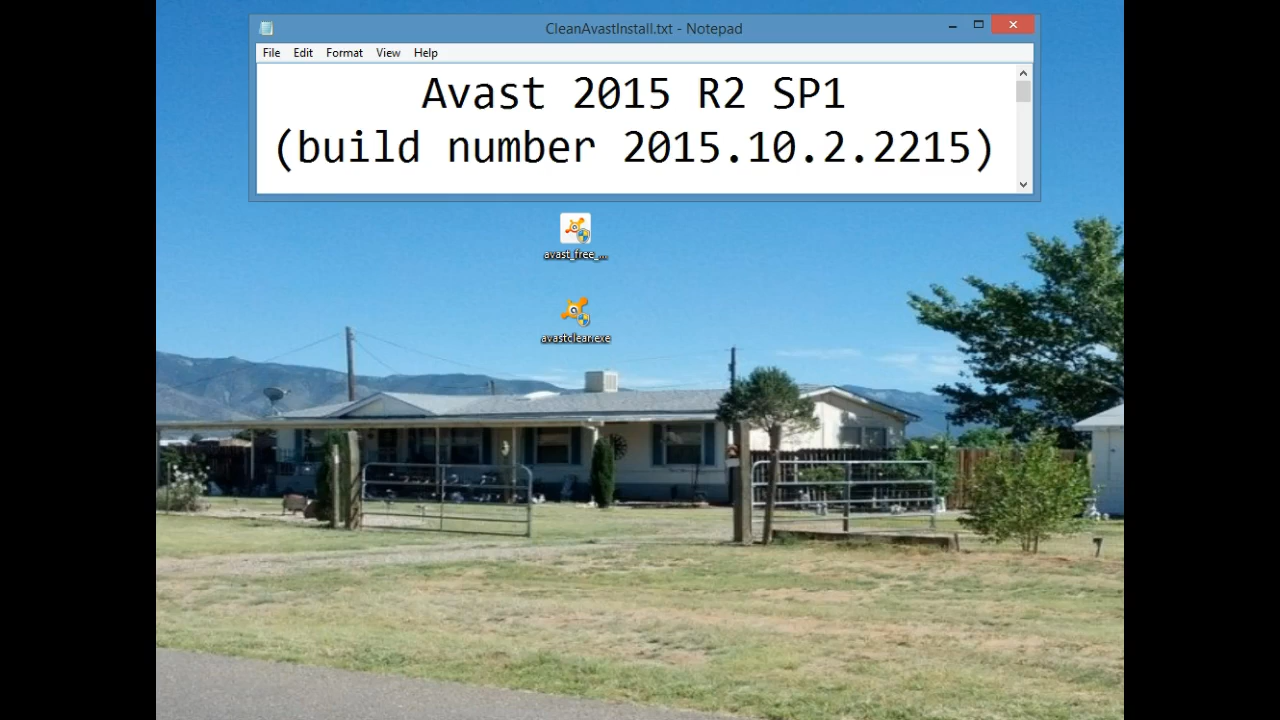 CleanAvastInstall.txt - Notepad
File Edit Format View Help
Avast 2015 R2 SP1
(build number 2015.10.2.2215)
avast_free_...
avastclear.exe